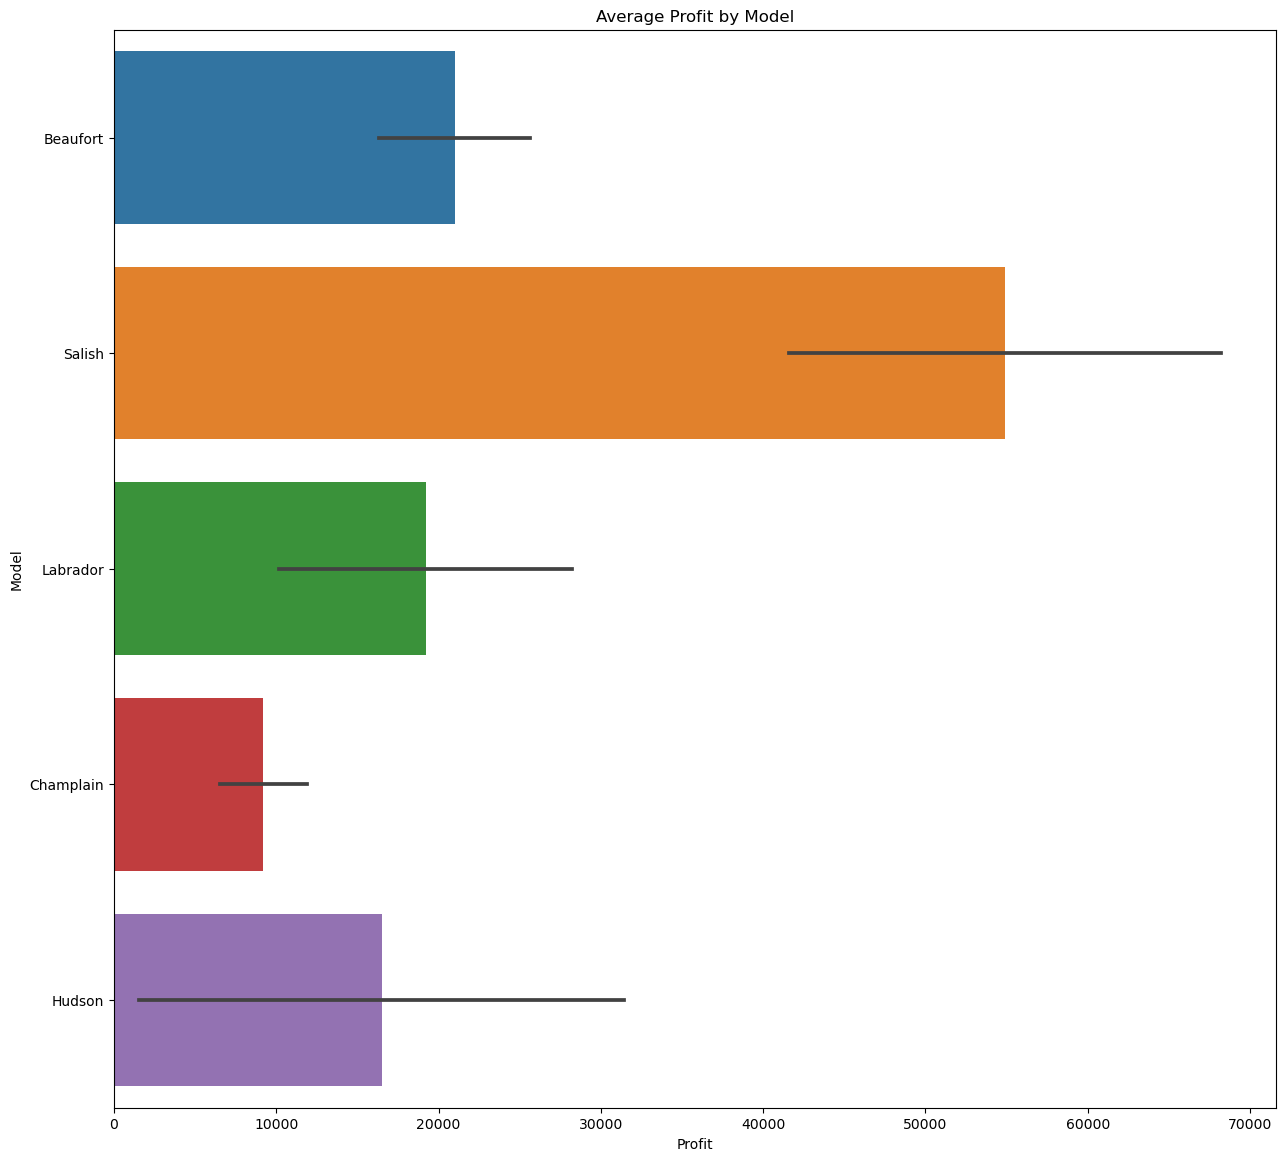 Average Profit by Model
Beaufort
Salish
Labrador
Champlain
Hudson
Model
0 10000 20000 30000 40000 50000 60000 70000
Profit